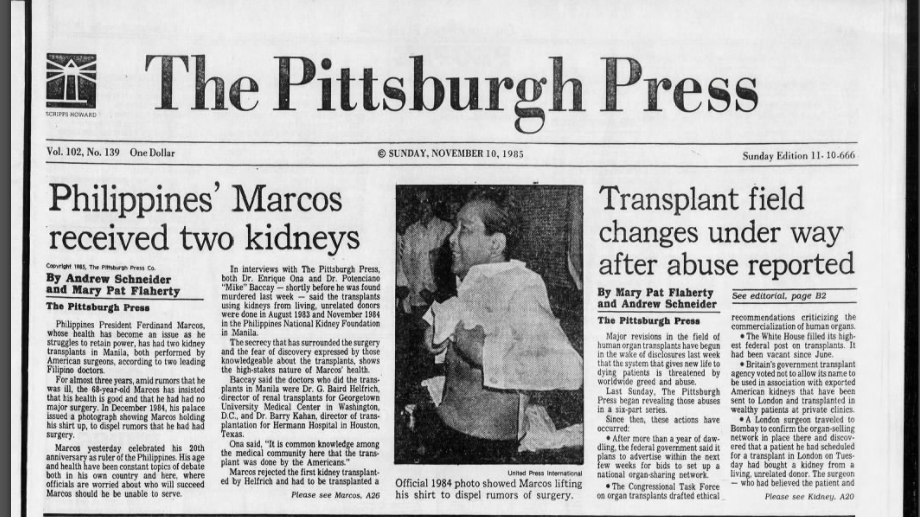 SCRIPPS HOWARD
The Pittsburgh Press
Vol. 102, No. 139 One Dollar
© SUNDAY, NOVEMBER 10, 1985
Sunday Edition 11- 10-666
Philippines’ Marcos
received two kidneys
Copyright 1985, The Pittsburgh Press Co.
By Andrew Schneider
and Mary Pat Flaherty
The Pittsburgh Press
Philippines President Ferdinand Marcos,
whose health has become an issue as he
struggles to retain power, has had two kidney
transplants in Manila, both performed by
American surgeons, according to two leading
Filipino doctors.
For almost three years, amid rumors that he
was ill, the 68-year-old Marcos has insisted
that his health is good and that he had had no
major surgery. In December 1984, his palace
issued a photograph showing Marcos holding
his shirt up, to dispel rumors that he had had
surgery.
Marcos yesterday celebrated his 20th
anniversary as ruler of the Philippines. His age
and health have been constant topics of debate
both in his own country and here, where
officials are worried about who will succeed
Marcos should he be unable to serve.
In interviews with The Pittsburgh Press,
both Dr. Enrique Ona and Dr. Potenciano
"Mike" Baccay — shortly before he was found
murdered last week — said the transplants
using kidneys from living, unrelated donors
were done in August 1983 and November 1984
in the Philippines National Kidney Foundation
in Manila.
The secrecy that has surrounded the surgery
and the fear of discovery expressed by those
knowledgeable about the transplants, shows
the high-stakes nature of Marcos' health.
Baccay said the doctors who did the trans-
plants in Manila were Dr. G. Baird Helfrich,
director of renal transplants for Georgetown
University Medical Center in Washington,
D.C., and Dr. Barry Kahan, director of trans-
plantation for Hermann Hospital in Houston,
Texas.
Ona said, "It is common knowledge among
the medical community here that the trans-
plant was done by the Americans."
Marcos rejected the first kidney transplant-
ed by Helfrich and had to be transplanted a
Please see Marcos, A26
United Press International
Official 1984 photo showed Marcos lifting
his shirt to dispel rumors of surgery.
Transplant field
changes under way
after abuse reported
By Mary Pat Flaherty
and Andrew Schneider
The Pittsburgh Press
Major revisions in the field of
human organ transplants have begun
in the wake of disclosures last week
that the system that gives new life to
dying patients is threatened by
worldwide greed and abuse.
Last Sunday, The Pittsburgh
Press began revealing those abuses
in a six-part series.
Since then, these actions have
occurred:
• After more than a year of daw-
dling, the federal government said it
plans to advertise within the next
few weeks for bids to set up a
national organ-sharing network.
• The Congressional Task Force
on organ transplants drafted ethical
See editorial, page B2
recommendations criticizing the
commercialization of human organs.
• The White House filled its high-
est federal post on transplants. It
had been vacant since June.
• Britain's government transplant
agency voted not to allow its name to
be used in association with exported
American kidneys that have been
sent to London and transplanted in
wealthy patients at private clinics.
• A London surgeon traveled to
Bombay to confirm the organ-selling
network in place there and discov-
ered that a patient he had scheduled
for a transplant in London on Tues-
day had bought a kidney from a
living, unrelated donor. The surgeon
— who had believed the patient and
Please see Kidney, A20